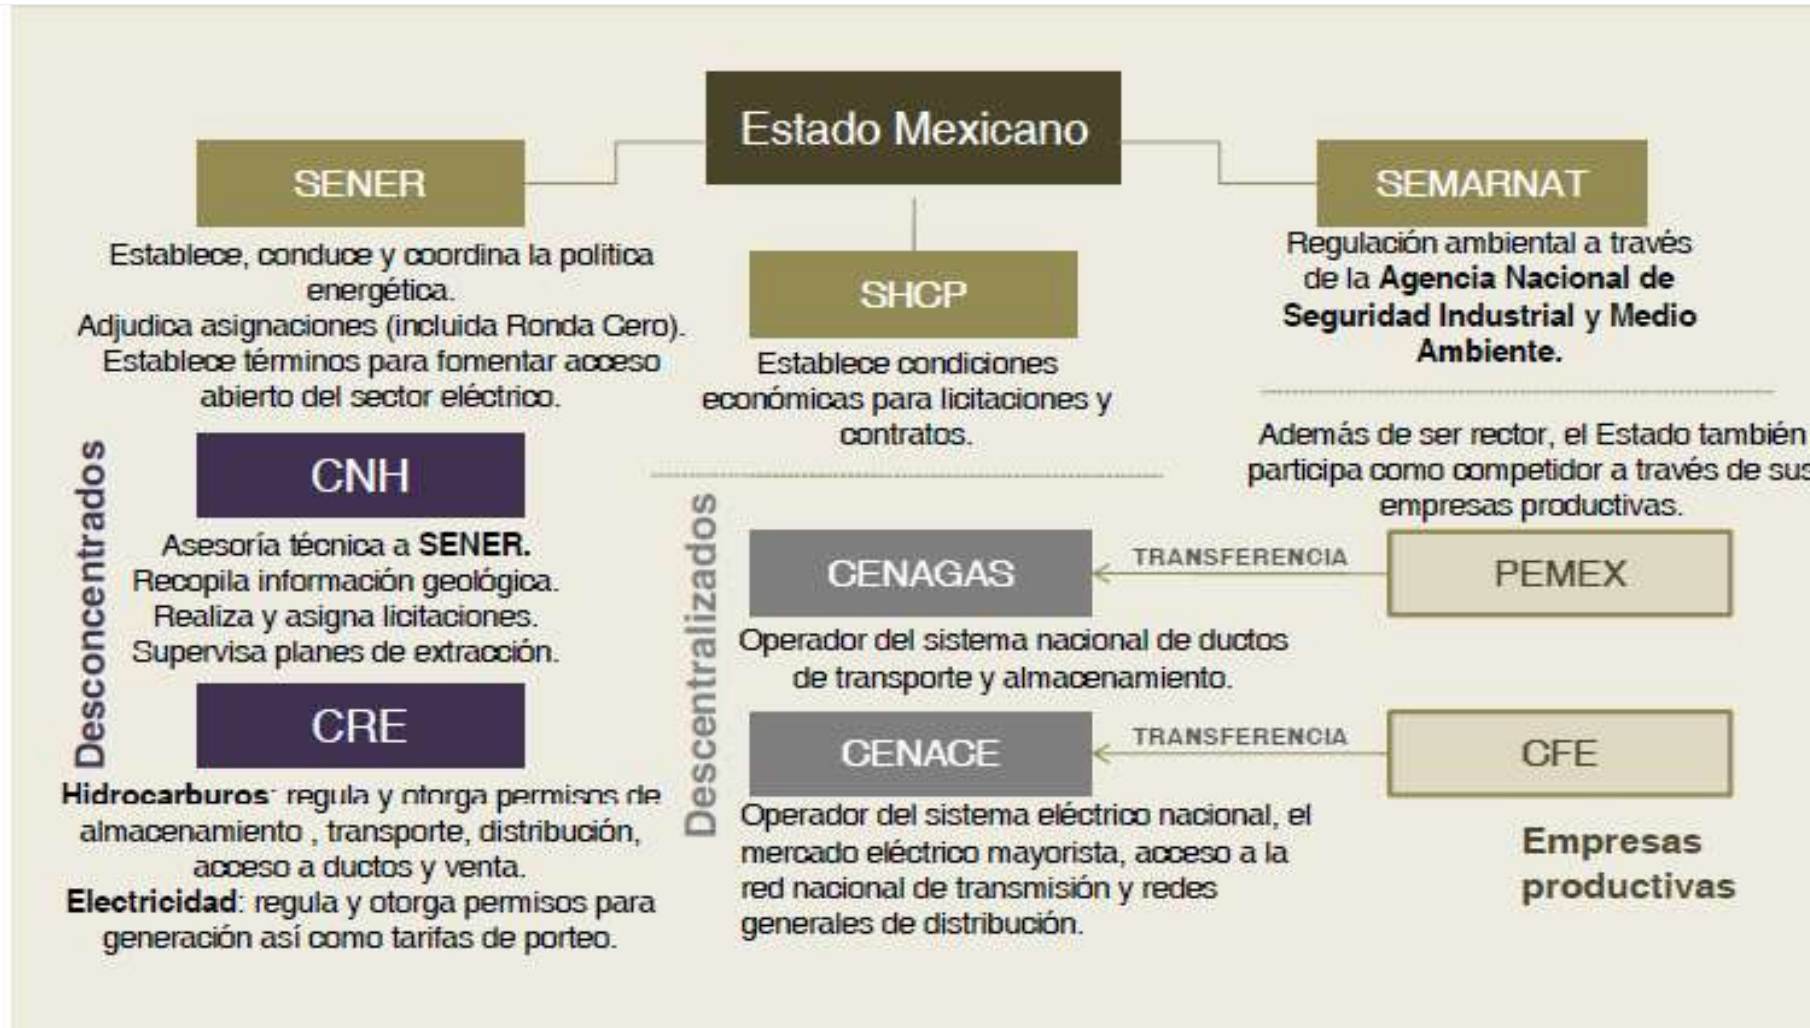 Estado Mexicano
SENER
Establece, conduce y coordina la politica
energética.
Adjudica asignaciones (incluida Ronda Cero).
Establece términos para fomentar acceso
abierto del sector eléctrico.
SHCP
Establece condiciones
económicas para licitaciones y
contratos.
SEMARNAT
Regulación ambiental a través
de la Agencia Nacional de
Seguridad Industrial y Medio
Ambiente.
Además de ser rector, el Estado también
participa como competidor a través de sus
empresas productivas.
Desconcentrados
CNH
Asesoría técnica a SENER.
Recopila información geológica.
Realiza y asigna licitaciones.
Supervisa planes de extracción.
CRE
Hidrocarburos: regula y otorga permisos de
almacenamiento , transporte, distribución,
acceso a ductos y venta.
Electricidad: regula y otorga permisos para
generación así como tarifas de porteo.
Descentralizados
CENAGAS
TRANSFERENCIA
PEMEX
Operador del sistema nacional de ductos
de transporte y almacenamiento.
CENACE
TRANSFERENCIA
CFE
Operador del sistema eléctrico nacional, el
mercado eléctrico mayorista, acceso a la
red nacional de transmisión y redes
generales de distribución.
Empresas
productivas